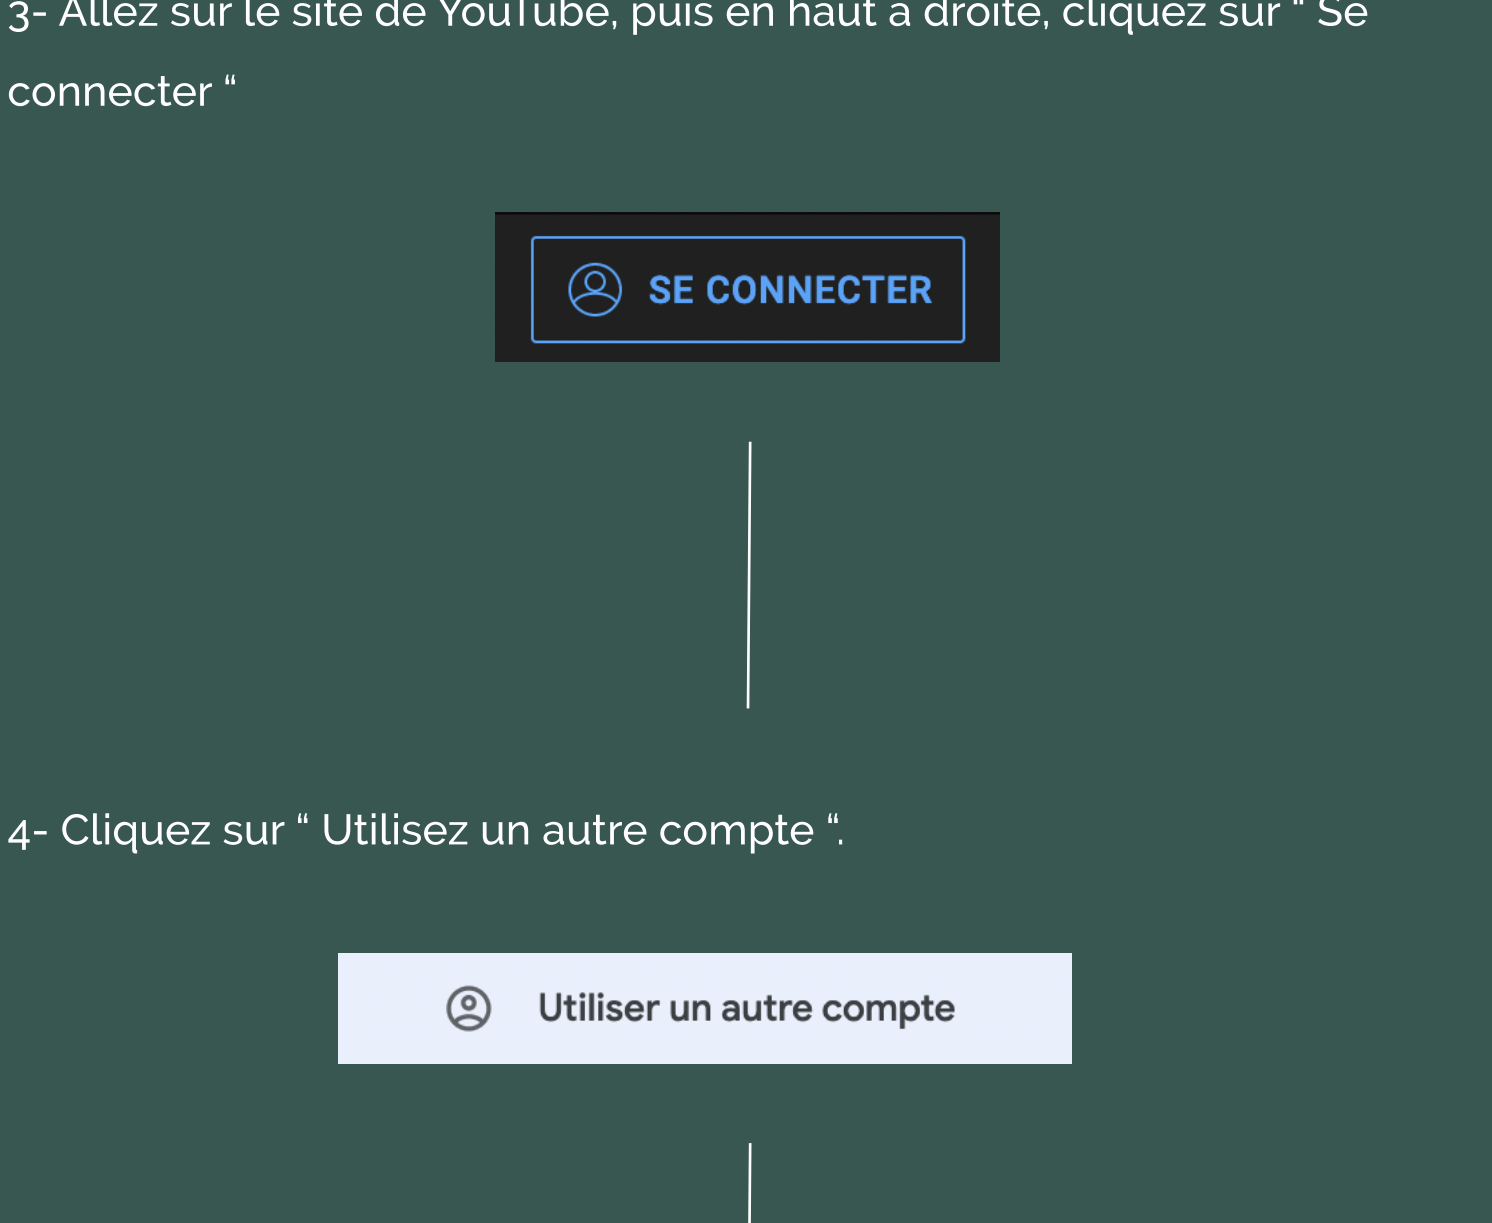 3- Allez sur le site de YouTube, puis en haut à droite, cliquez sur “ Se
connecter “
SE CONNECTER
4- Cliquez sur “ Utilisez un autre compte “.
Utiliser un autre compte